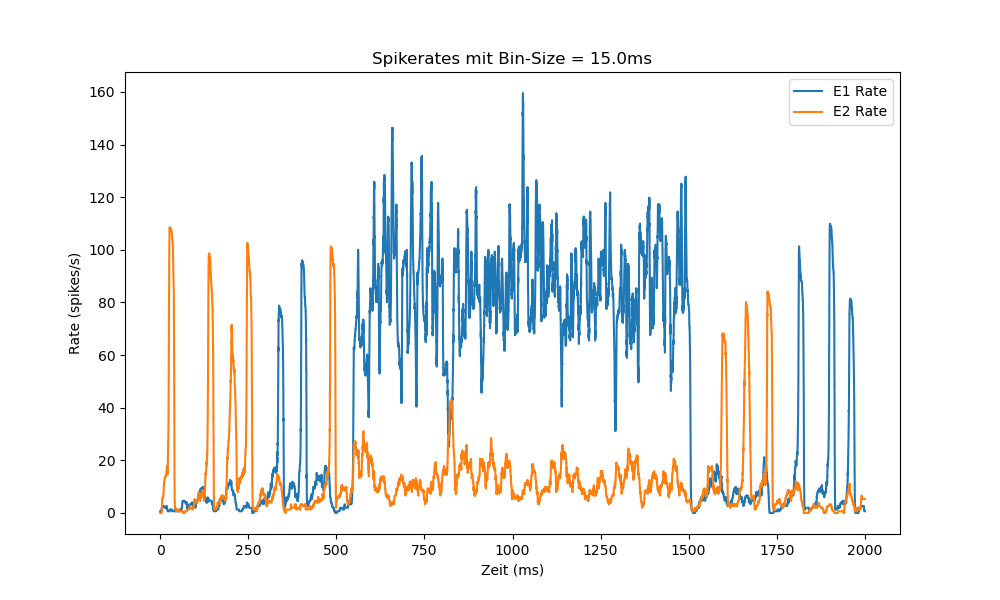 Spikerates mit Bin-Size = 15.0ms
E1 Rate
E2 Rate
160
140
120
100
80
60
40
20
0
Rate (spikes/s)
0 250 500 750 1000 1250 1500 1750 2000
Zeit (ms)